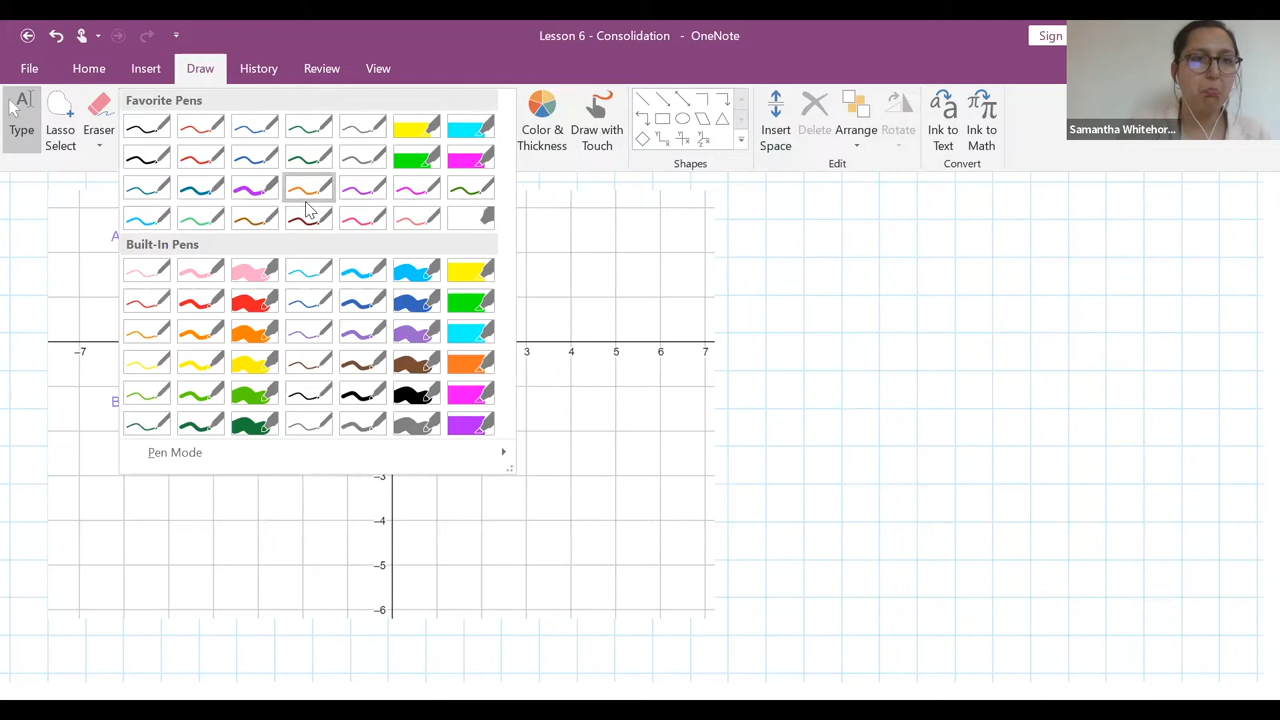 Lesson 6 - Consolidation - OneNote
Sign
File
Home
Insert
Draw
History
Review
View
Samantha Whitehor...
Type
Lasso
Select
Eraser
Favorite Pens
Built-In Pens
Pen Mode
Color &
Thickness
Draw with
Touch
Shapes
Insert
Space
Delete
Arrange
Rotate
Edit
Ink to
Text
Ink to
Math
Convert
A
B
–7
3
4
5
6
7
–3
–4
–5
–6